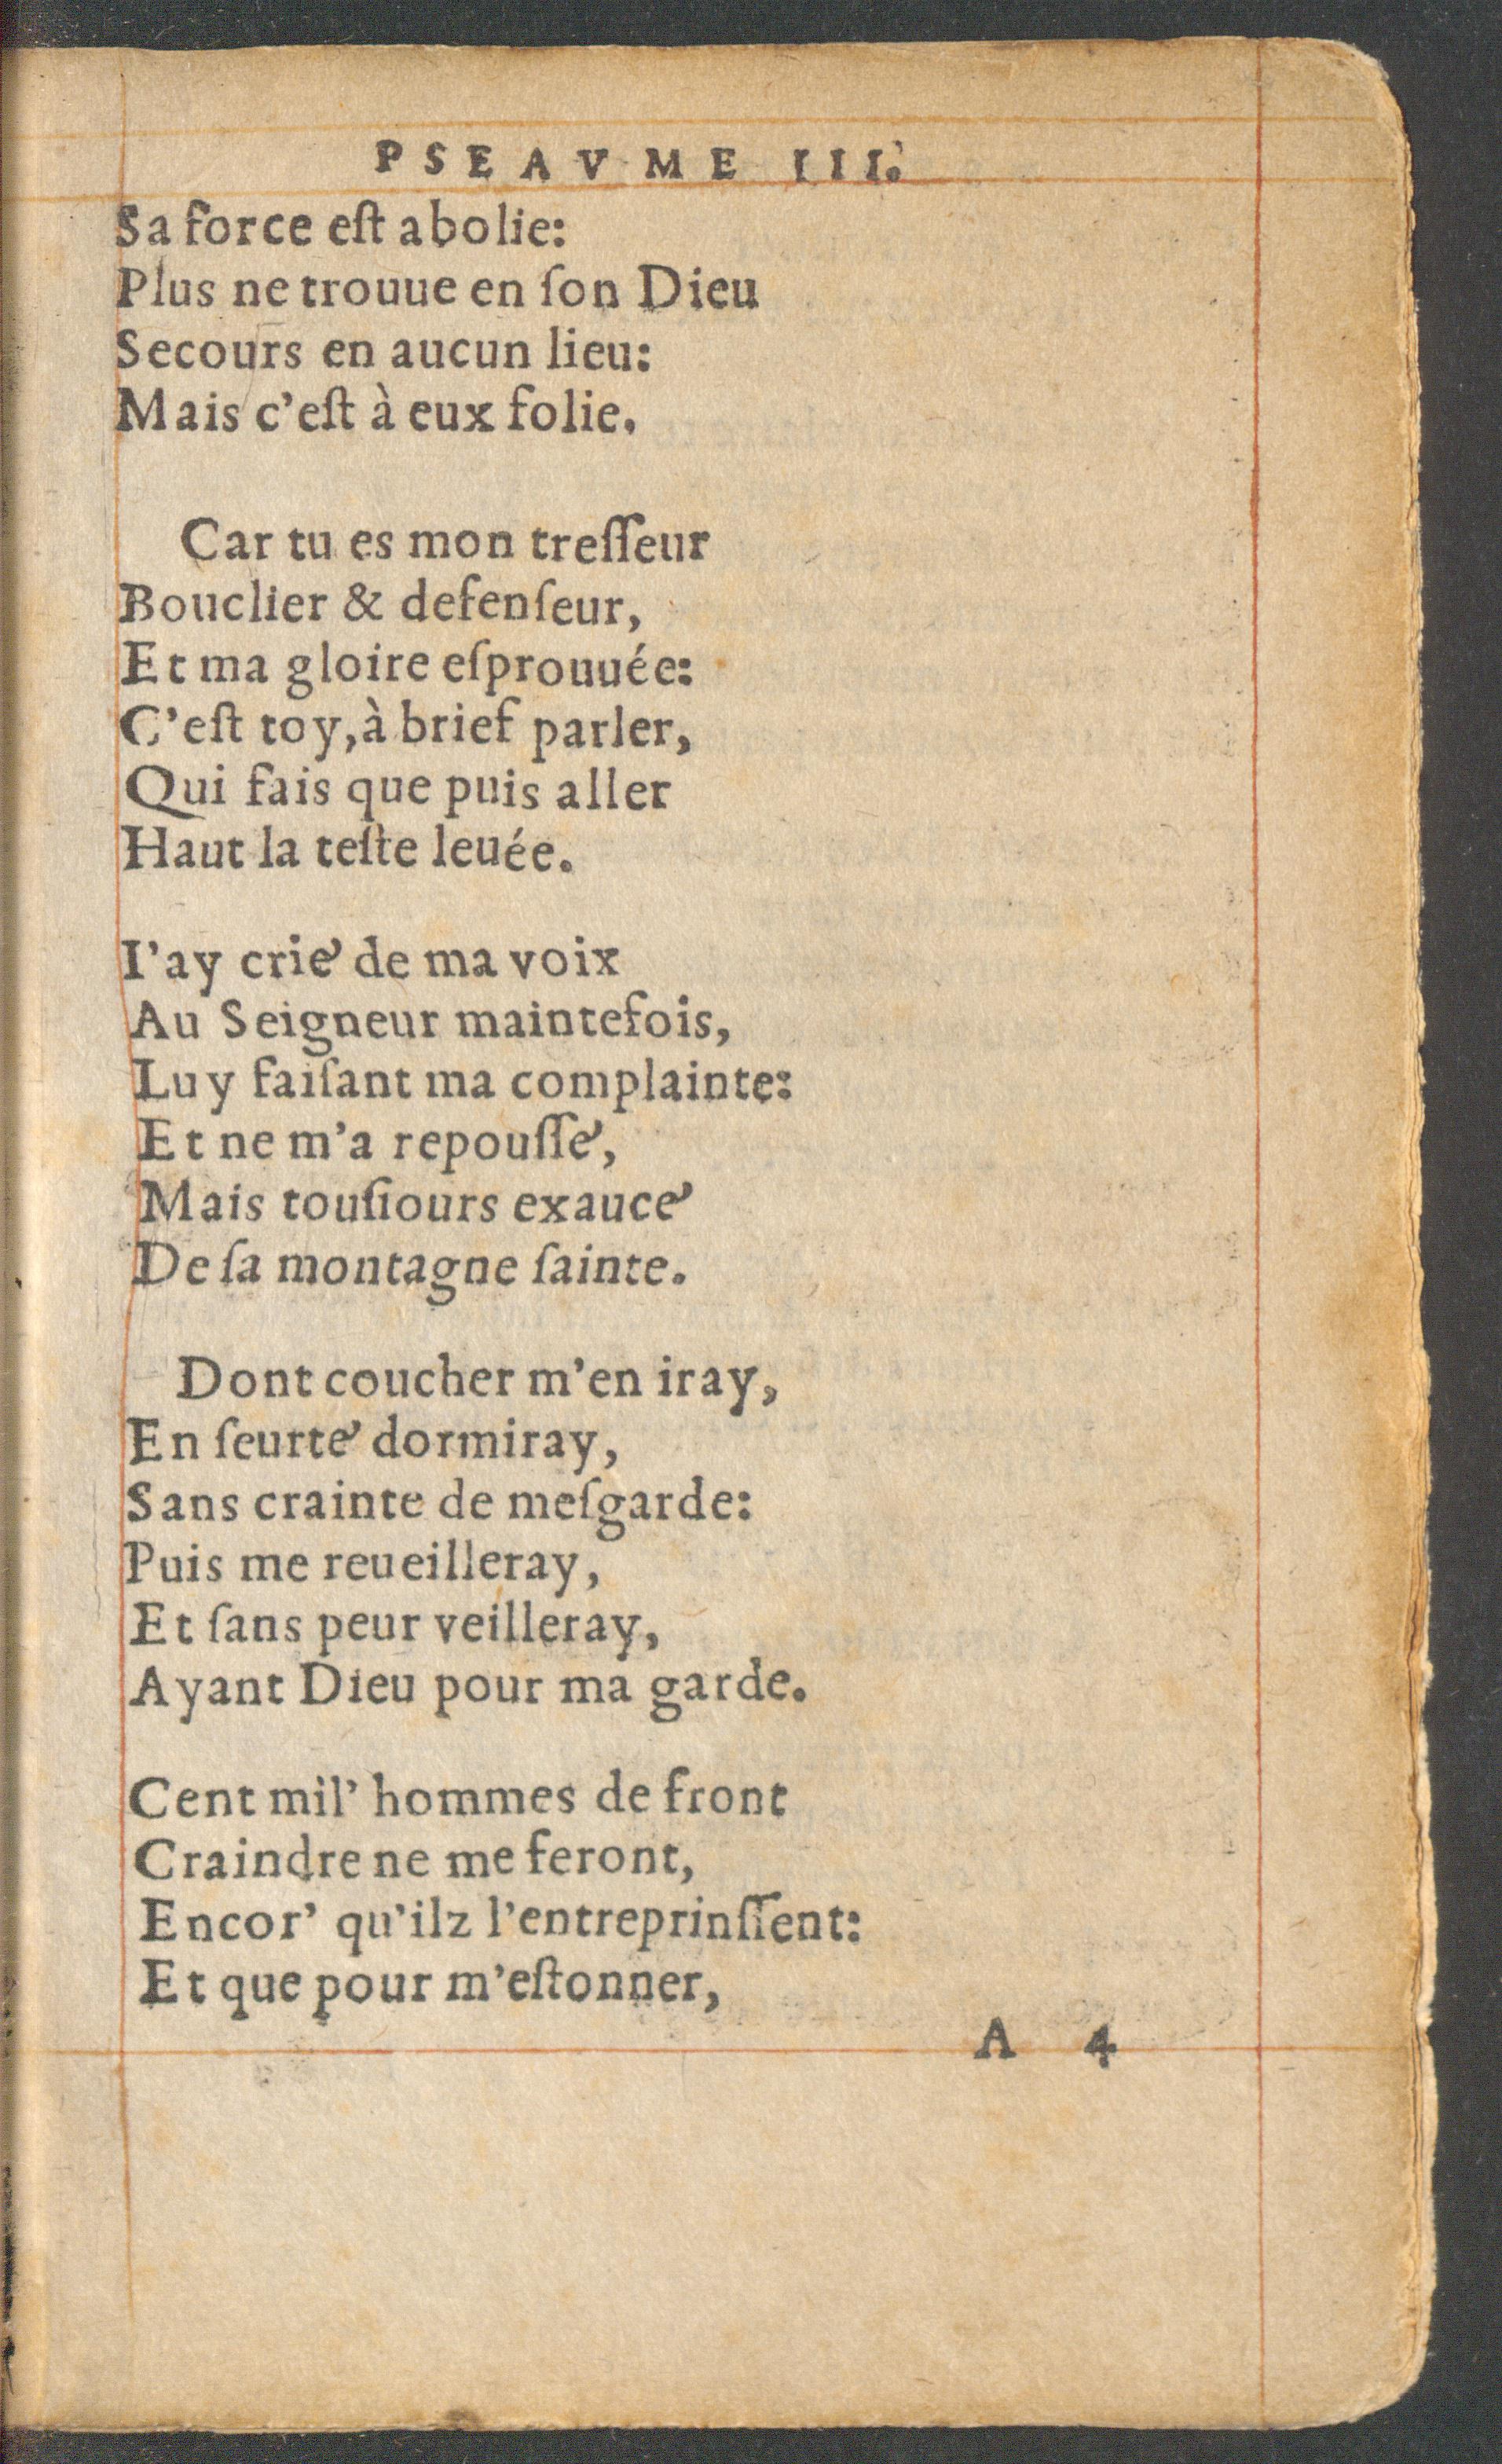 PSEAVME III.
Sa force eſt abolie:
Plus ne trouue en ſon Dieu
Secours en aucun lieu:
Mais c'eſt à eux folie.
Car tu es mon treſſeur
Bouclier & defenſeur,
Et ma gloire eſprouuée:
C'eſt toy, à brief parler,
Qui fais que puis aller
Haut la teſte leuée.
I'ay crié de ma voix
Au Seigneur maintefois,
Luy faiſant ma complainte:
Et ne m'a repouſſé,
Mais touſiours exaucé
De ſa montagne ſainte.
Dont coucher m'en iray,
En ſeurté dormiray,
Sans crainte de meſgarde:
Puis me reueilleray,
Et ſans peur veilleray,
Ayant Dieu pour ma garde.
Cent mil' hommes de front
Craindre ne me feront,
Encor' qu'ilz l'entreprinſſent:
Et que pour m'eſtonner,
A 4